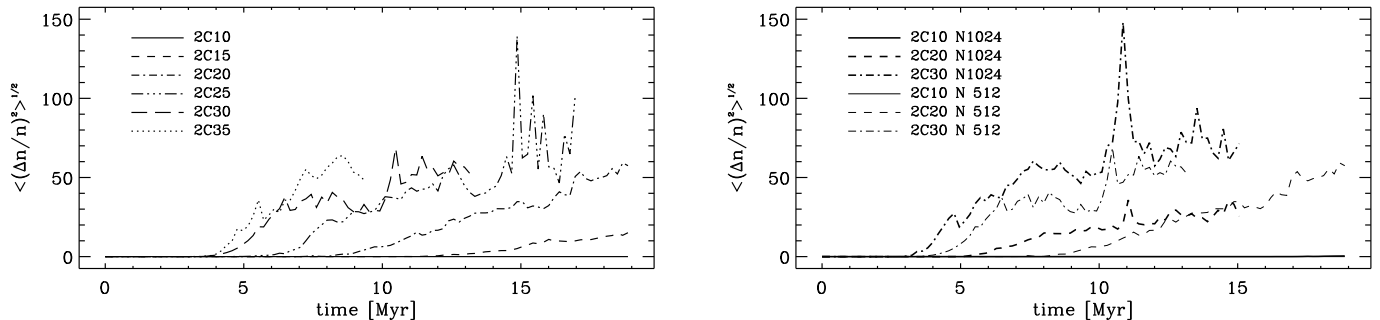 150
100
50
0
<(Δn/n)²>^1/2
2C10
2C15
2C20
2C25
2C30
2C35
0 5 10 15
time [Myr]
150
100
50
0
<(Δn/n)²>^1/2
2C10 N1024
2C20 N1024
2C30 N1024
2C10 N 512
2C20 N 512
2C30 N 512
0 5 10 15
time [Myr]